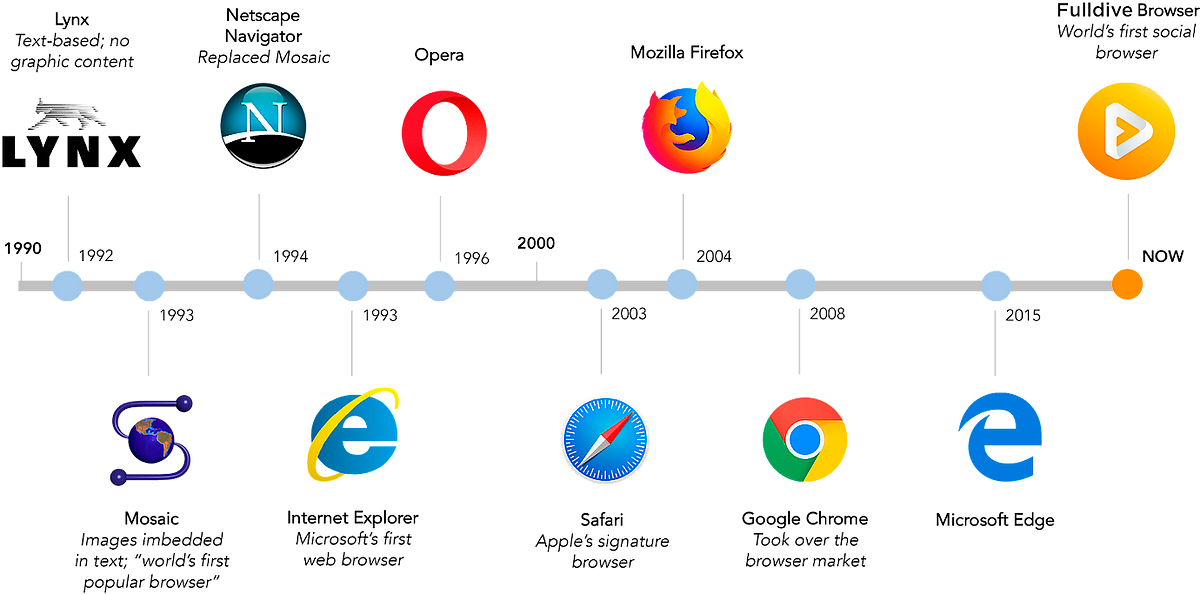 Lynx
Text-based; no
graphic content
LYNX
Netscape
Navigator
Replaced Mosaic
N
Opera
Mozilla Firefox
Fulldive Browser
World's first social
browser
1990
1992
1994
1996
2000
2004
NOW
1993
1993
2003
2008
2015
Mosaic
Images imbedded
in text; "world's first
popular browser"
Internet Explorer
Microsoft's first
web browser
Safari
Apple's signature
browser
Google Chrome
Took over the
browser market
Microsoft Edge